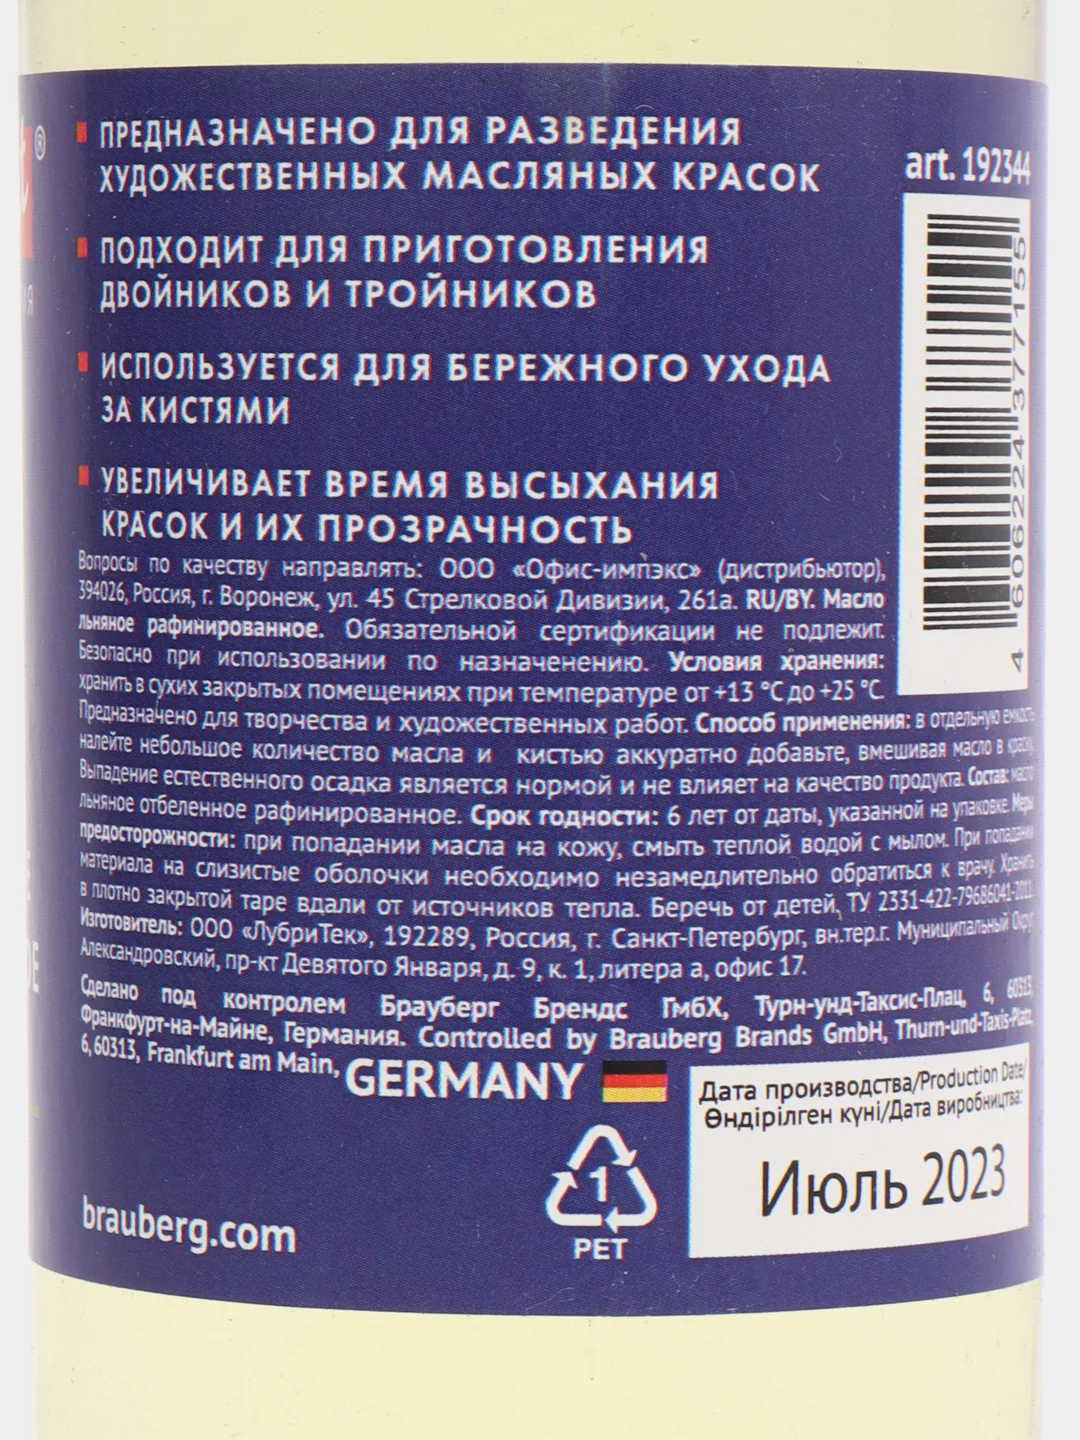 ®
ПРЕДНАЗНАЧЕНО ДЛЯ РАЗВЕДЕНИЯ
ХУДОЖЕСТВЕННЫХ МАСЛЯНЫХ КРАСОК
ПОДХОДИТ ДЛЯ ПРИГОТОВЛЕНИЯ
ДВОЙНИКОВ И ТРОЙНИКОВ
ИСПОЛЬЗУЕТСЯ ДЛЯ БЕРЕЖНОГО УХОДА
ЗА КИСТЯМИ
УВЕЛИЧИВАЕТ ВРЕМЯ ВЫСЫХАНИЯ
КРАСОК И ИХ ПРОЗРАЧНОСТЬ
art. 192344
4 606224 377155
Вопросы по качеству направлять: ООО «Офис-импэкс» (дистрибьютор),
394026, Россия, г. Воронеж, ул. 45 Стрелковой Дивизии, 261а. RU/BY. Масло
льняное рафинированное. Обязательной сертификации не подлежит.
Безопасно при использовании по назначенению. Условия хранения:
хранить в сухих закрытых помещениях при температуре от +13 °С до +25 °С.
Предназначено для творчества и художественных работ. Способ применения: в отдельную емкость
налейте небольшое количество масла и кистью аккуратно добавьте, вмешивая масло в краску.
Выпадение естественного осадка является нормой и не влияет на качество продукта. Состав: масло
льняное отбеленное рафинированное. Срок годности: 6 лет от даты, указанной на упаковке. Меры
предосторожности: при попадании масла на кожу, смыть теплой водой с мылом. При попадании
материала на слизистые оболочки необходимо незамедлительно обратиться к врачу. Хранить
в плотно закрытой таре вдали от источников тепла. Беречь от детей, ТУ 2331-422-79686041-2011.
Изготовитель: ООО «ЛубриТек», 192289, Россия, г. Санкт-Петербург, вн.тер.г. Муниципальный Округ
Александровский, пр-кт Девятого Января, д. 9, к. 1, литера а, офис 17.
Сделано под контролем Брауберг Брендс ГмбХ, Турн-унд-Таксис-Плац, 6, 60313,
Франкфурт-на-Майне, Германия. Controlled by Brauberg Brands GmbH, Thurn-und-Taxis-Platz,
6, 60313, Frankfurt am Main, GERMANY
Дата производства/Production Date/
Өндірілген күні/Дата виробництва:
Июль 2023
1
PET
brauberg.com